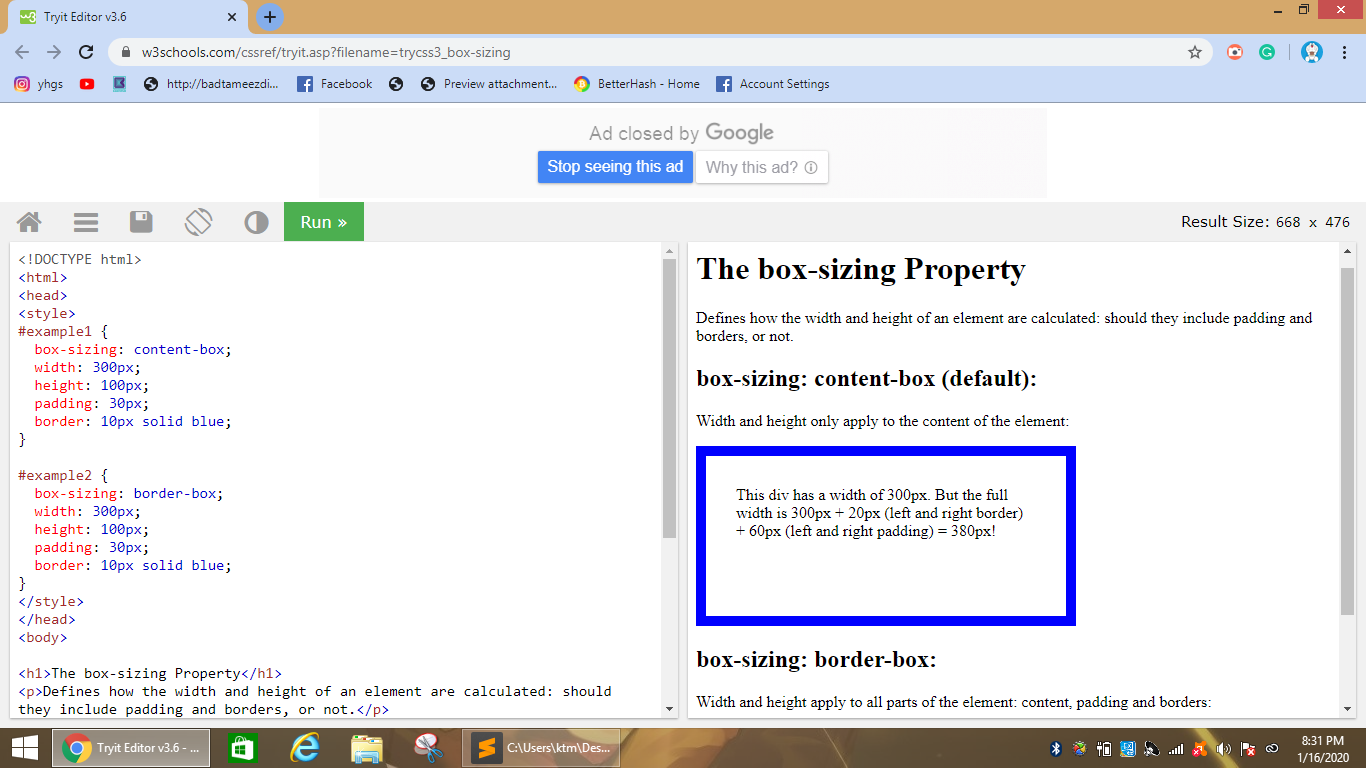 Tryit Editor v3.6
w3schools.com/cssref/tryit.asp?filename=trycss3_box-sizing
yhgs
http://badtameezdi...
Facebook
Preview attachment...
BetterHash - Home
Account Settings
Ad closed by Google
Stop seeing this ad
Why this ad?
Run »
Result Size: 668 x 476
<!DOCTYPE html>
<html>
<head>
<style>
#example1 {
  box-sizing: content-box;
  width: 300px;
  height: 100px;
  padding: 30px;
  border: 10px solid blue;
}
#example2 {
  box-sizing: border-box;
  width: 300px;
  height: 100px;
  padding: 30px;
  border: 10px solid blue;
}
</style>
</head>
<body>
<h1>The box-sizing Property</h1>
<p>Defines how the width and height of an element are calculated: should
they include padding and borders, or not.</p>
The box-sizing Property
Defines how the width and height of an element are calculated: should they include padding and
borders, or not.
box-sizing: content-box (default):
Width and height only apply to the content of the element:
This div has a width of 300px. But the full
width is 300px + 20px (left and right border)
+ 60px (left and right padding) = 380px!
box-sizing: border-box:
Width and height apply to all parts of the element: content, padding and borders:
Tryit Editor v3.6 - ...
C:\Users\ktm\Des...
8:31 PM
1/16/2020